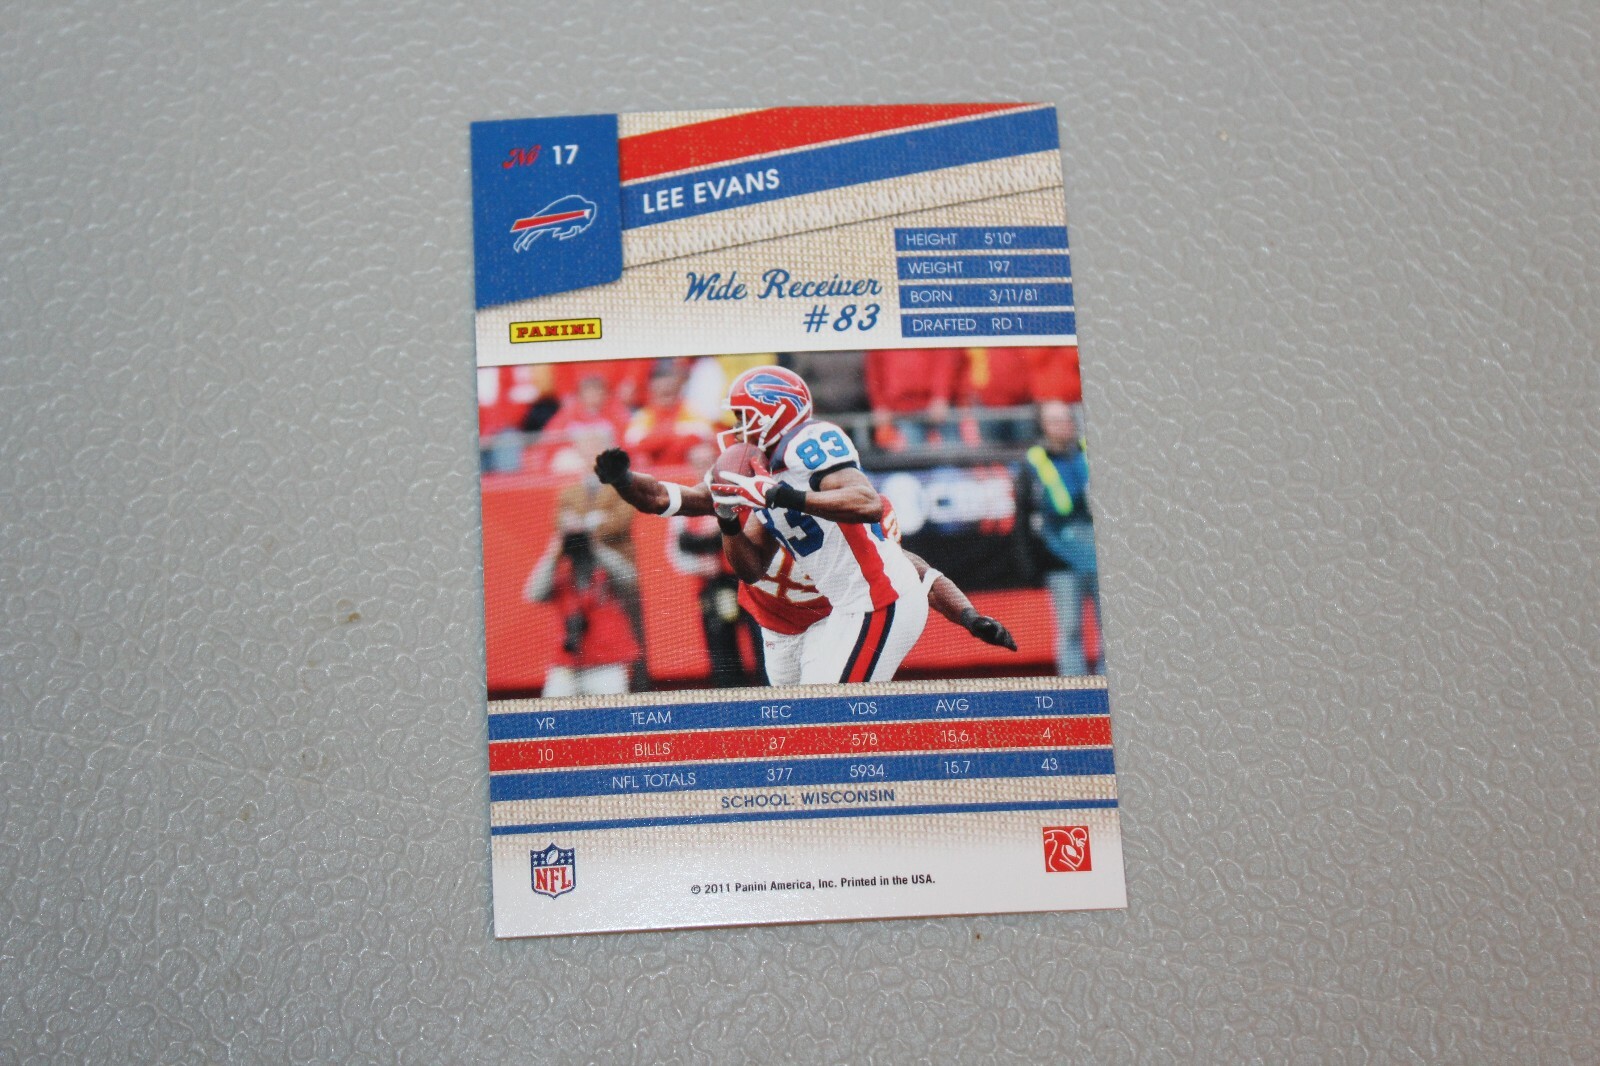 No 17
LEE EVANS
HEIGHT 5'10"
WEIGHT 197
BORN 3/11/81
DRAFTED RD 1
Wide Receiver
#83
PANINI
83
83
YR TEAM REC YDS AVG TD
10 BILLS 37 578 15.6 4
NFL TOTALS 377 5934 15.7 43
SCHOOL: WISCONSIN
NFL
© 2011 Panini America, Inc. Printed in the USA.